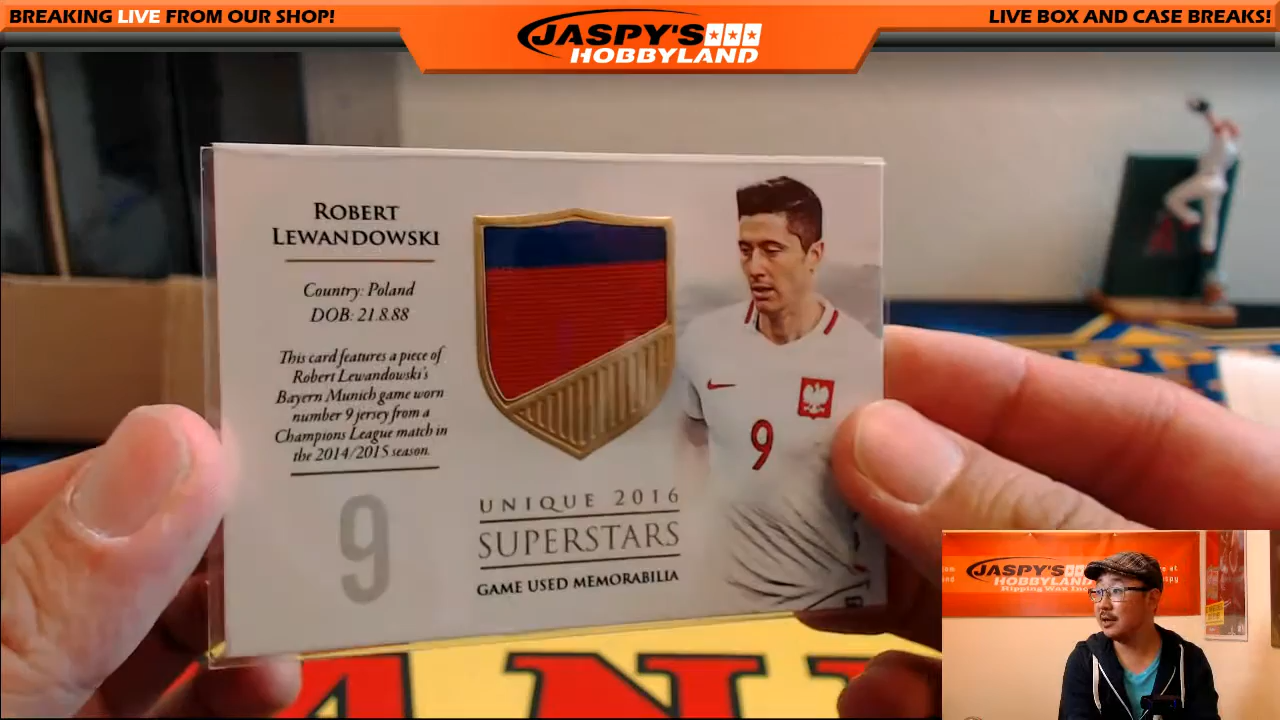 BREAKING LIVE FROM OUR SHOP!
JASPY'S
HOBBYLAND
LIVE BOX AND CASE BREAKS!
ROBERT
LEWANDOWSKI
Country: Poland
DOB: 21.8.88
This card features a piece of
Robert Lewandowski's
Bayern Munich game worn
number 9 jersey from a
Champions League match in
the 2014/2015 season.
9
UNIQUE 2016
SUPERSTARS
GAME USED MEMORABILIA
9
JASPY'S
HOBBYLAND
Ripping Wax